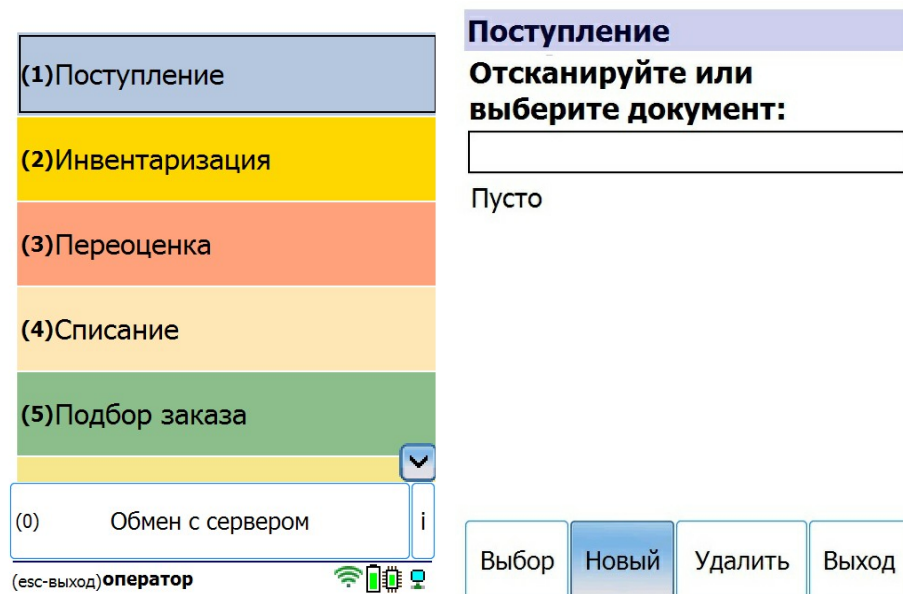 (1)Поступление
(2)Инвентаризация
(3)Переоценка
(4)Списание
(5)Подбор заказа
(0) Обмен с сервером i
(esc-выход)оператор
Поступление
Отсканируйте или
выберите документ:
Пусто
Выбор Новый Удалить Выход